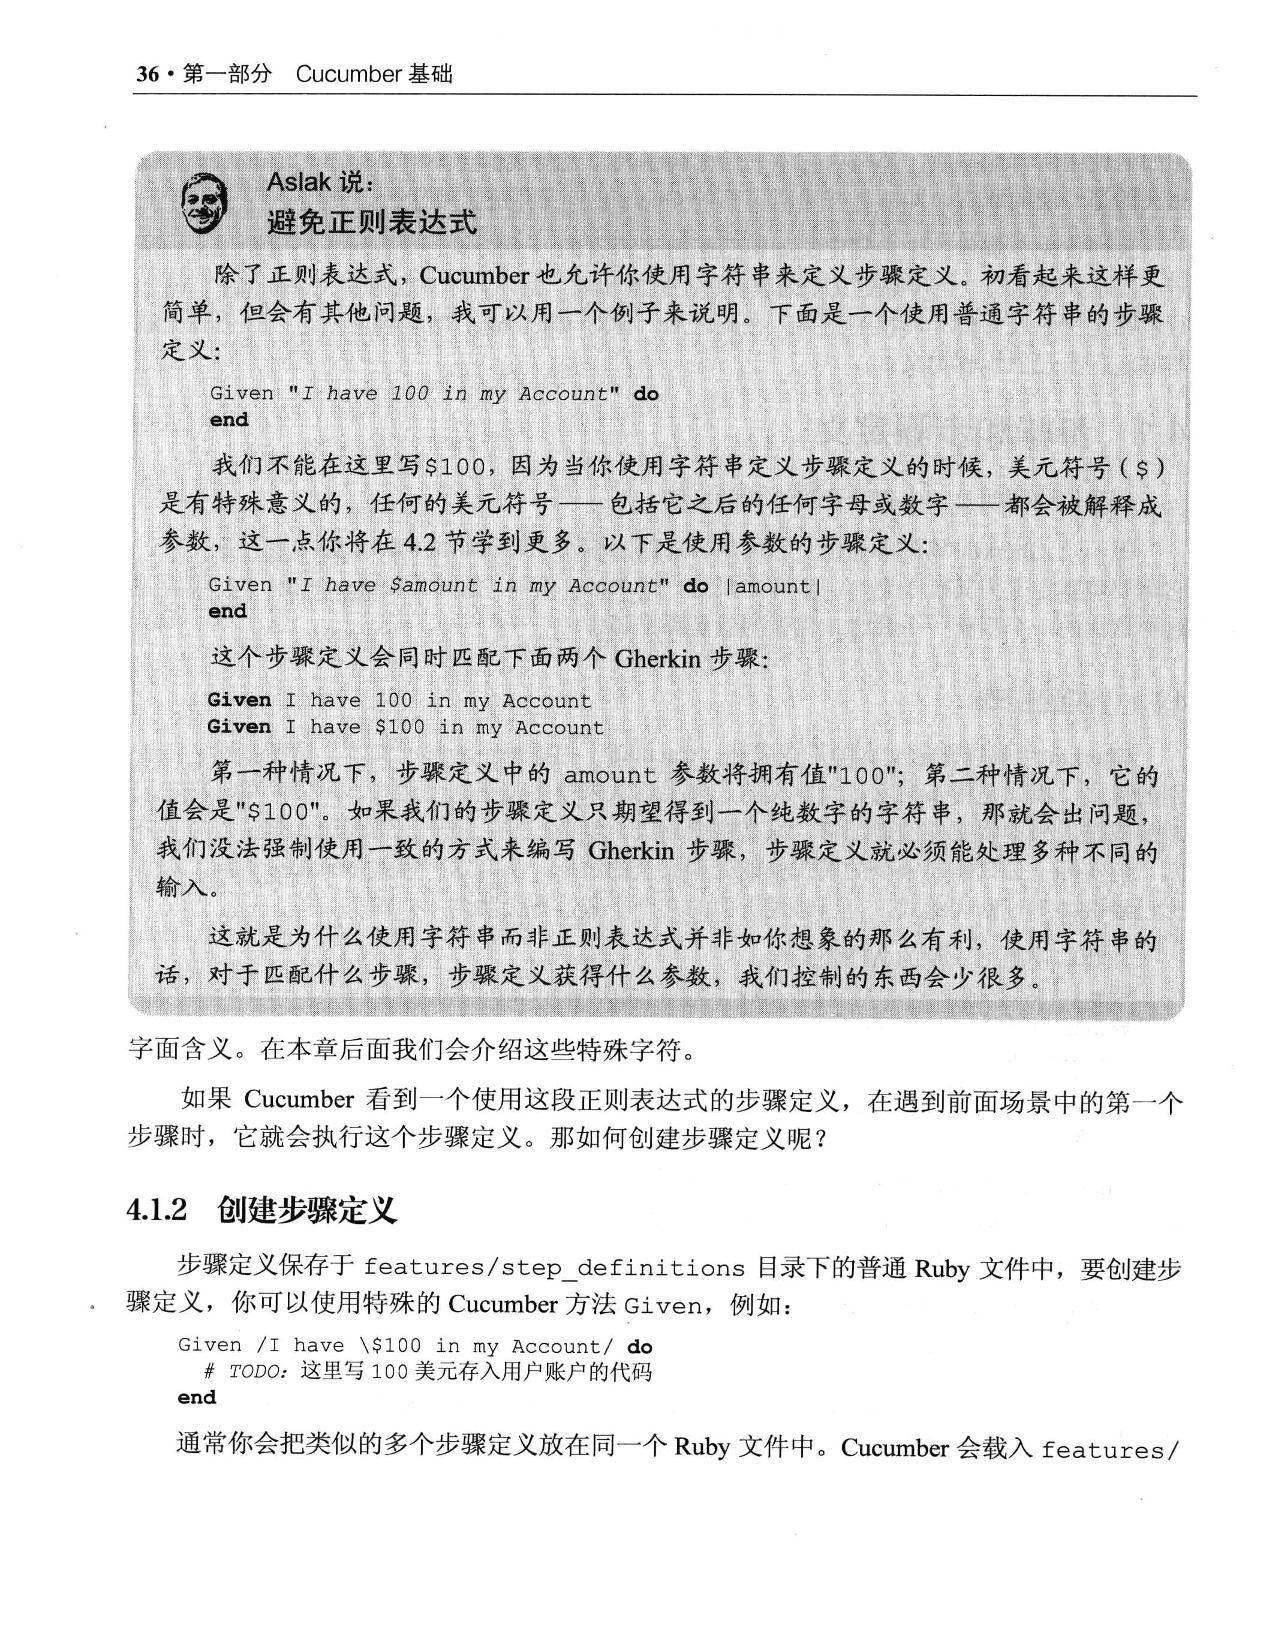 36·第一部分 Cucumber 基础
Aslak 说：
避免正则表达式
除了正则表达式，Cucumber 也允许你使用字符串来定义步骤定义。初看起来这样更
简单，但会有其他问题，我可以用一个例子来说明。下面是一个使用普通字符串的步骤
定义：
Given "I have 100 in my Account" do
end
我们不能在这里写$100，因为当你使用字符串定义步骤定义的时候，美元符号（$）
是有特殊意义的，任何的美元符号——包括它之后的任何字母或数字——都会被解释成
参数，这一点你将在 4.2 节学到更多。以下是使用参数的步骤定义：
Given "I have $amount in my Account" do |amount|
end
这个步骤定义会同时匹配下面两个 Gherkin 步骤：
Given I have 100 in my Account
Given I have $100 in my Account
第一种情况下，步骤定义中的 amount 参数将拥有值"100"；第二种情况下，它的
值会是"$100"。如果我们的步骤定义只期望得到一个纯数字的字符串，那就会出问题，
我们没法强制使用一致的方式来编写 Gherkin 步骤，步骤定义就必须能处理多种不同的
输入。
这就是为什么使用字符串而非正则表达式并非如你想象的那么有利，使用字符串的
话，对于匹配什么步骤，步骤定义获得什么参数，我们控制的东西会少很多。
字面含义。在本章后面我们会介绍这些特殊字符。
如果 Cucumber 看到一个使用这段正则表达式的步骤定义，在遇到前面场景中的第一个
步骤时，它就会执行这个步骤定义。那如何创建步骤定义呢？
4.1.2 创建步骤定义
步骤定义保存于 features/step_definitions 目录下的普通 Ruby 文件中，要创建步
骤定义，你可以使用特殊的 Cucumber 方法 Given，例如：
Given /I have \$100 in my Account/ do
# TODO: 这里写 100 美元存入用户账户的代码
end
通常你会把类似的多个步骤定义放在同一个 Ruby 文件中。Cucumber 会载入 features/